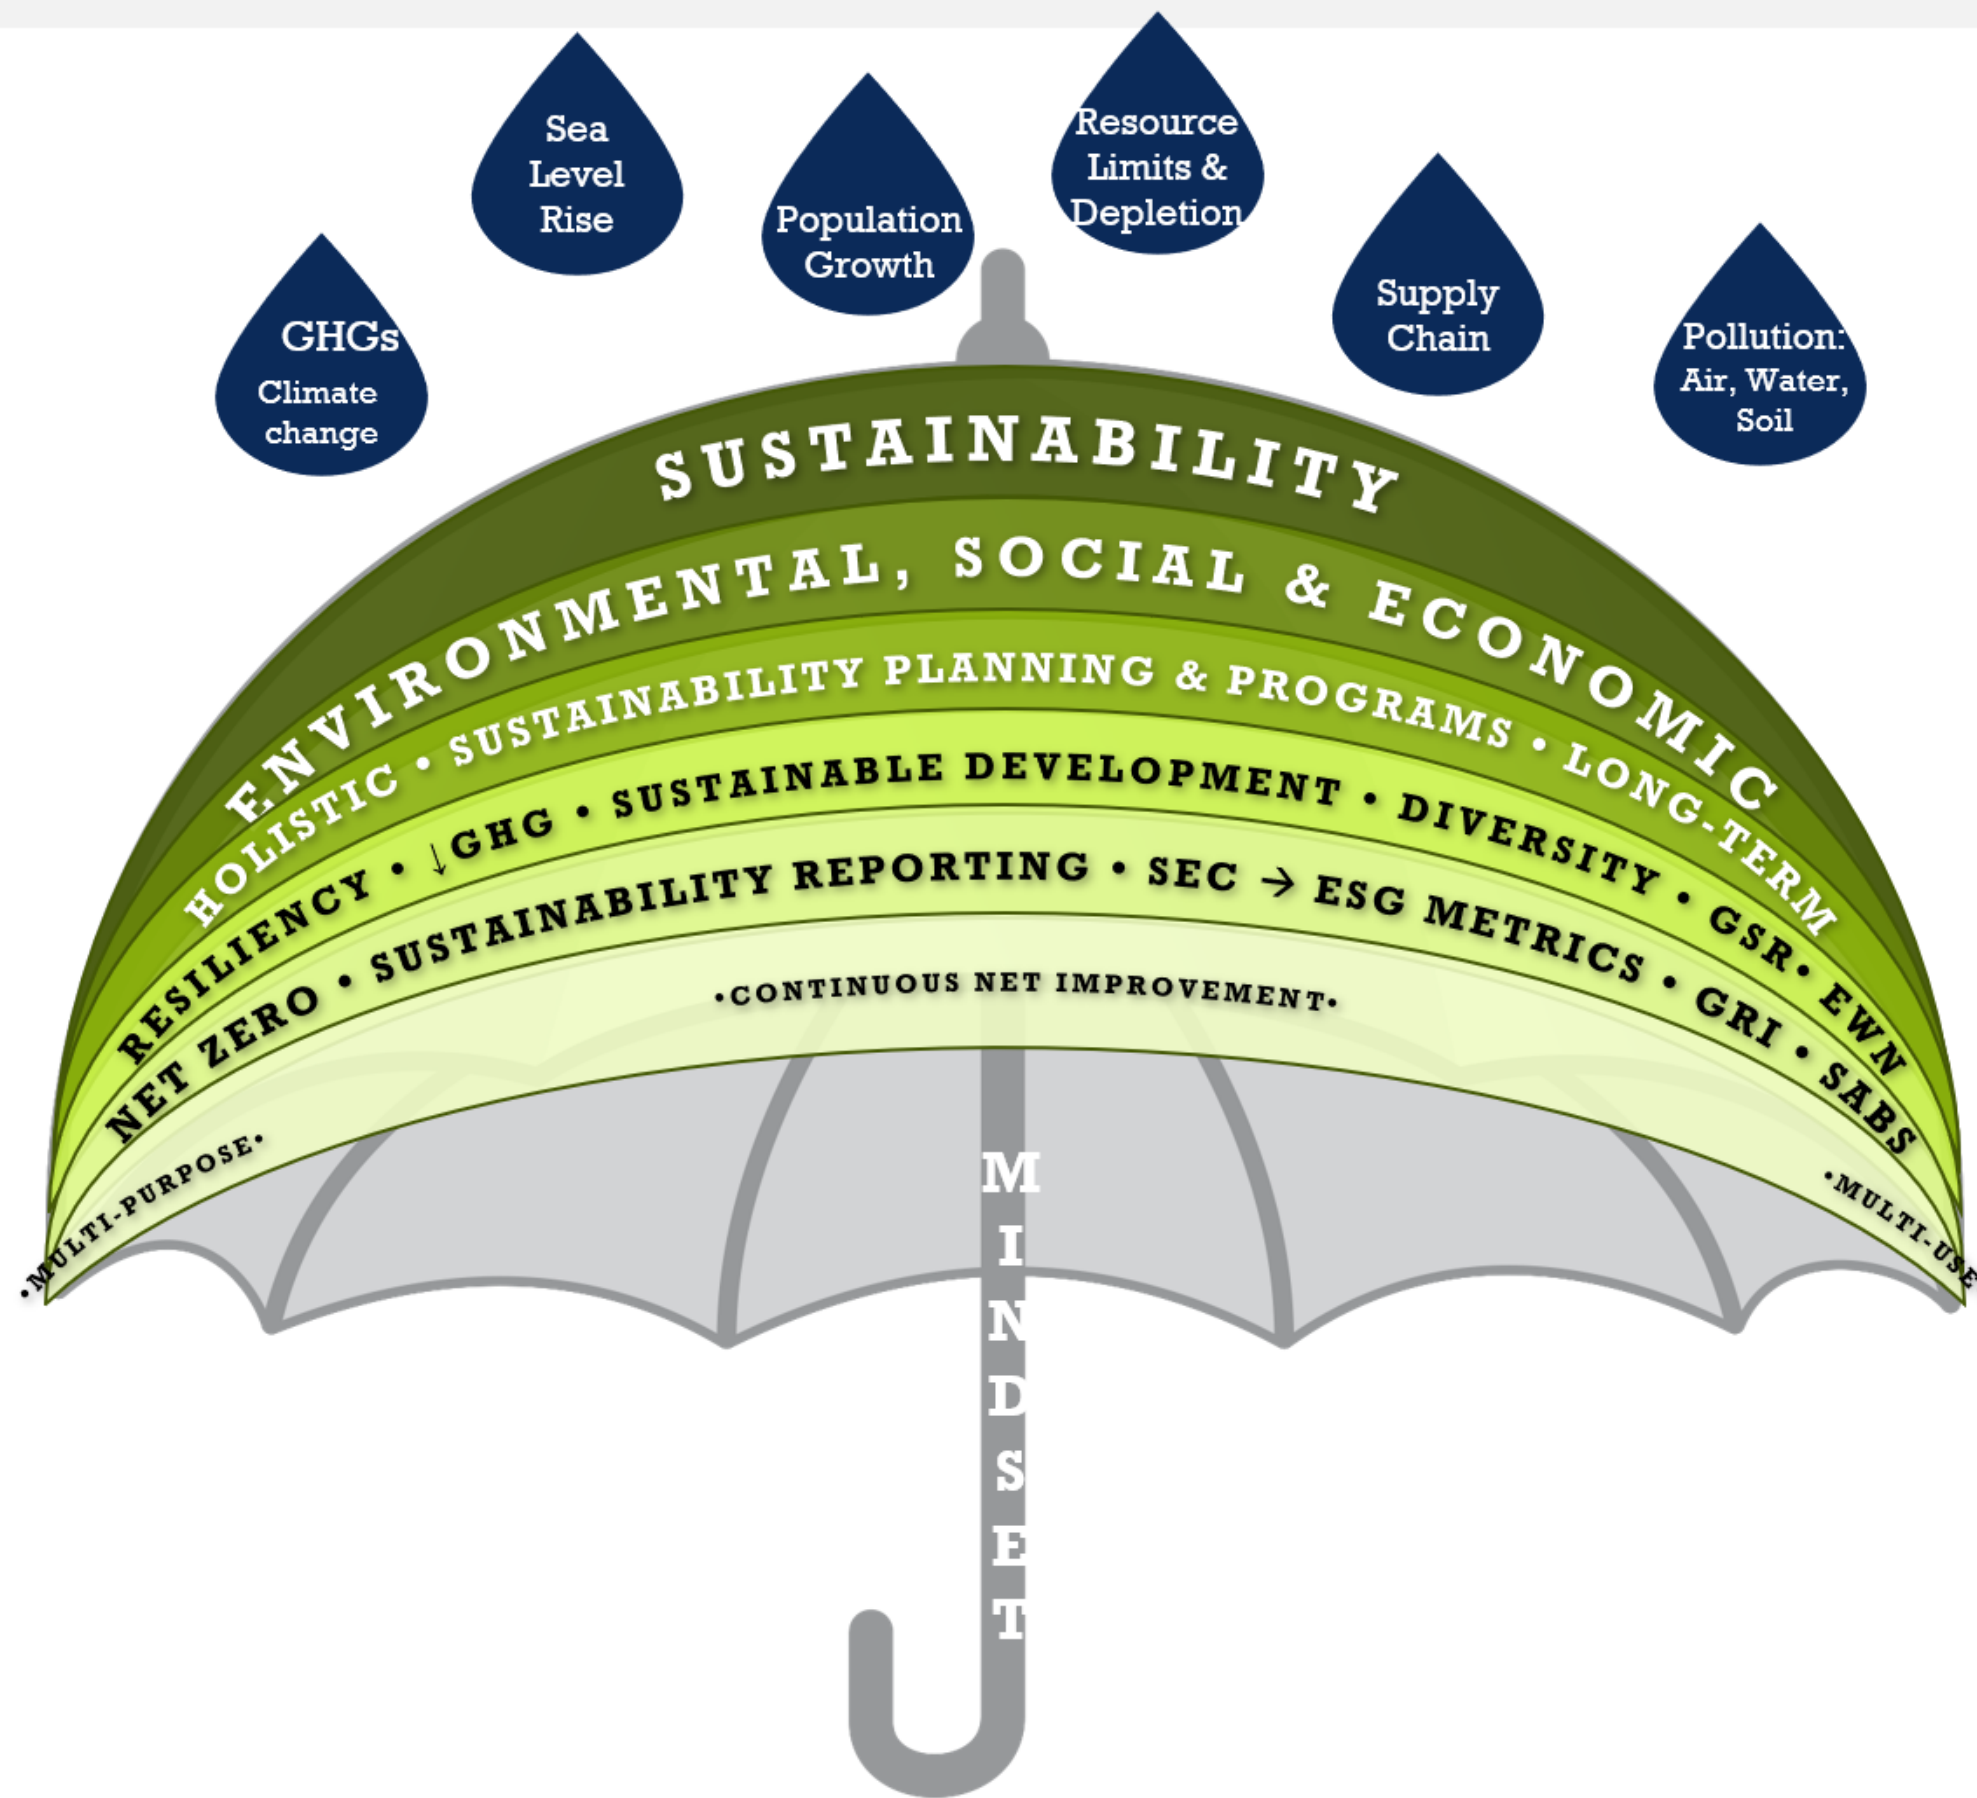 Sea
Level
Rise
Resource
Limits &
Depletion
Population
Growth
GHGs
Climate
change
Supply
Chain
Pollution:
Air, Water,
Soil
SUSTAINABILITY
ENVIRONMENTAL, SOCIAL & ECONOMIC
HOLISTIC • SUSTAINABILITY PLANNING & PROGRAMS • LONG-TERM
RESILIENCY • ↓GHG • SUSTAINABLE DEVELOPMENT • DIVERSITY • GSR• EWN
NET ZERO • SUSTAINABILITY REPORTING • SEC → ESG METRICS • GRI • SABS
•MULTI-PURPOSE•
•CONTINUOUS NET IMPROVEMENT•
•MULTI-USE
MINDSET